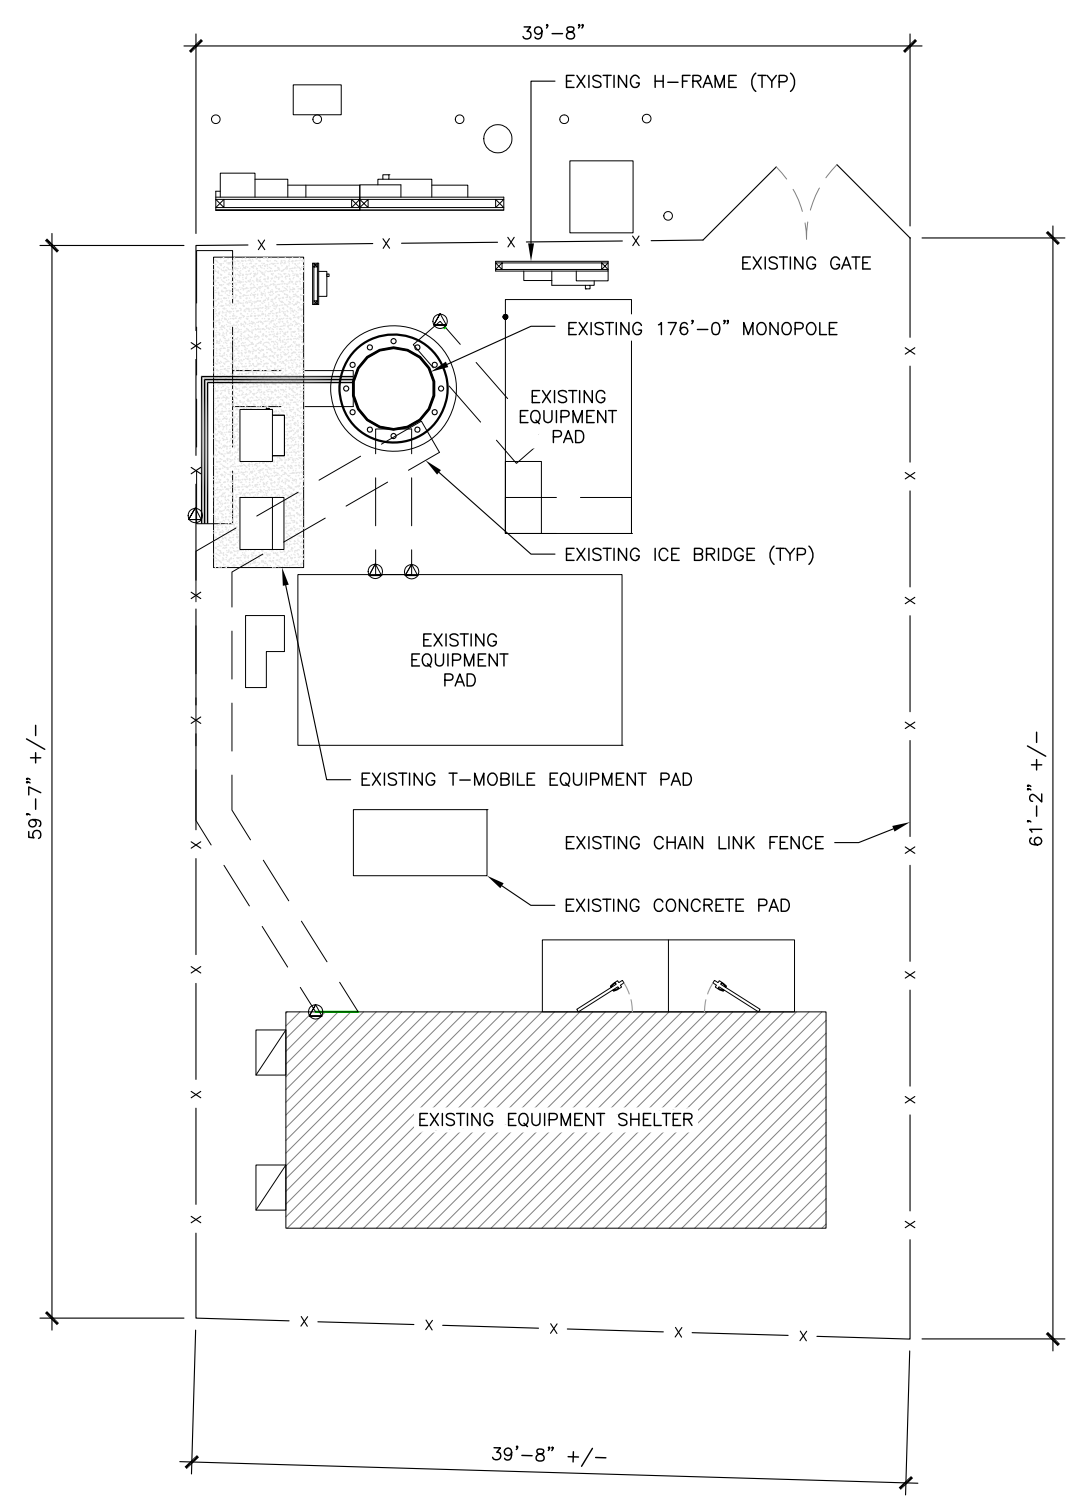 39'-8"
EXISTING H-FRAME (TYP)
X X X X
EXISTING GATE
EXISTING 176'-0" MONOPOLE
X
X
EXISTING
EQUIPMENT
PAD
X
X
EXISTING ICE BRIDGE (TYP)
X
X
EXISTING
EQUIPMENT
PAD
X
X
59'-7" +/-
61'-2" +/-
EXISTING T-MOBILE EQUIPMENT PAD
EXISTING CHAIN LINK FENCE
X
X
EXISTING CONCRETE PAD
X
X
X
X
EXISTING EQUIPMENT SHELTER
X
X
X X X X X
39'-8" +/-